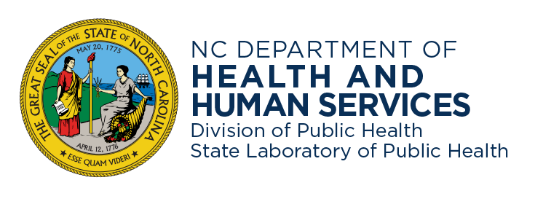 THE GREAT SEAL OF THE STATE OF NORTH CAROLINA
MAY 20, 1775
APRIL 12, 1776
★ ESSE QUAM VIDERI ★
NC DEPARTMENT OF
HEALTH AND
HUMAN SERVICES
Division of Public Health
State Laboratory of Public Health